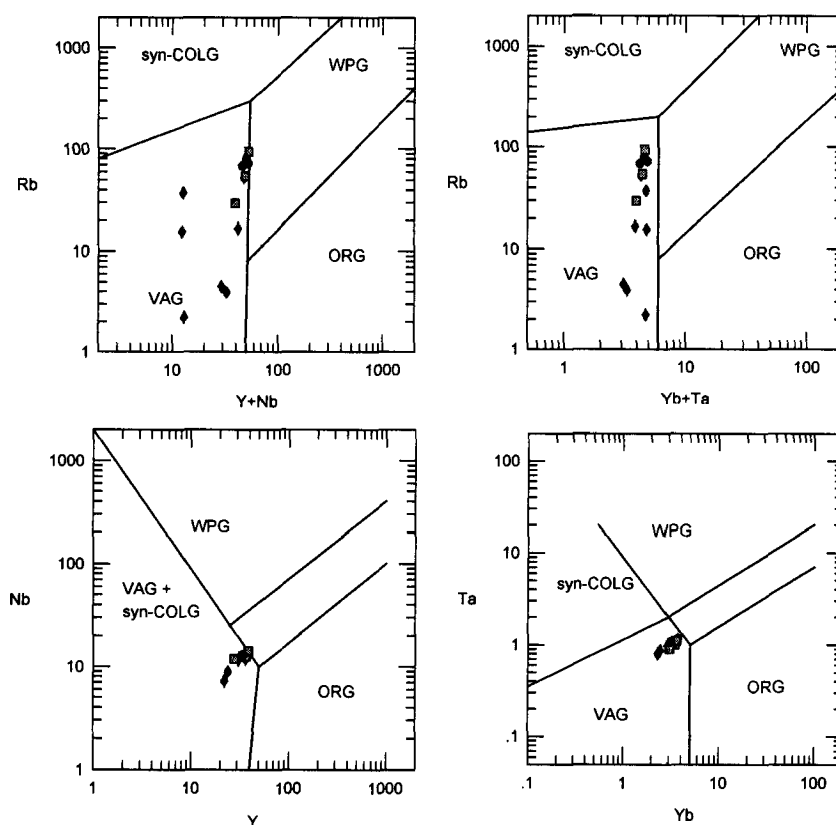 1000
syn-COLG
WPG
100
Rb
10
VAG
ORG
1
10
100
1000
Y+Nb
1000
syn-COLG
WPG
100
Rb
10
VAG
ORG
1
1
10
100
Yb+Ta
1000
WPG
100
VAG +
syn-COLG
Nb
10
ORG
1
1
10
100
1000
Y
100
WPG
10
syn-COLG
Ta
1
VAG
ORG
.1
.1
1
10
100
Yb